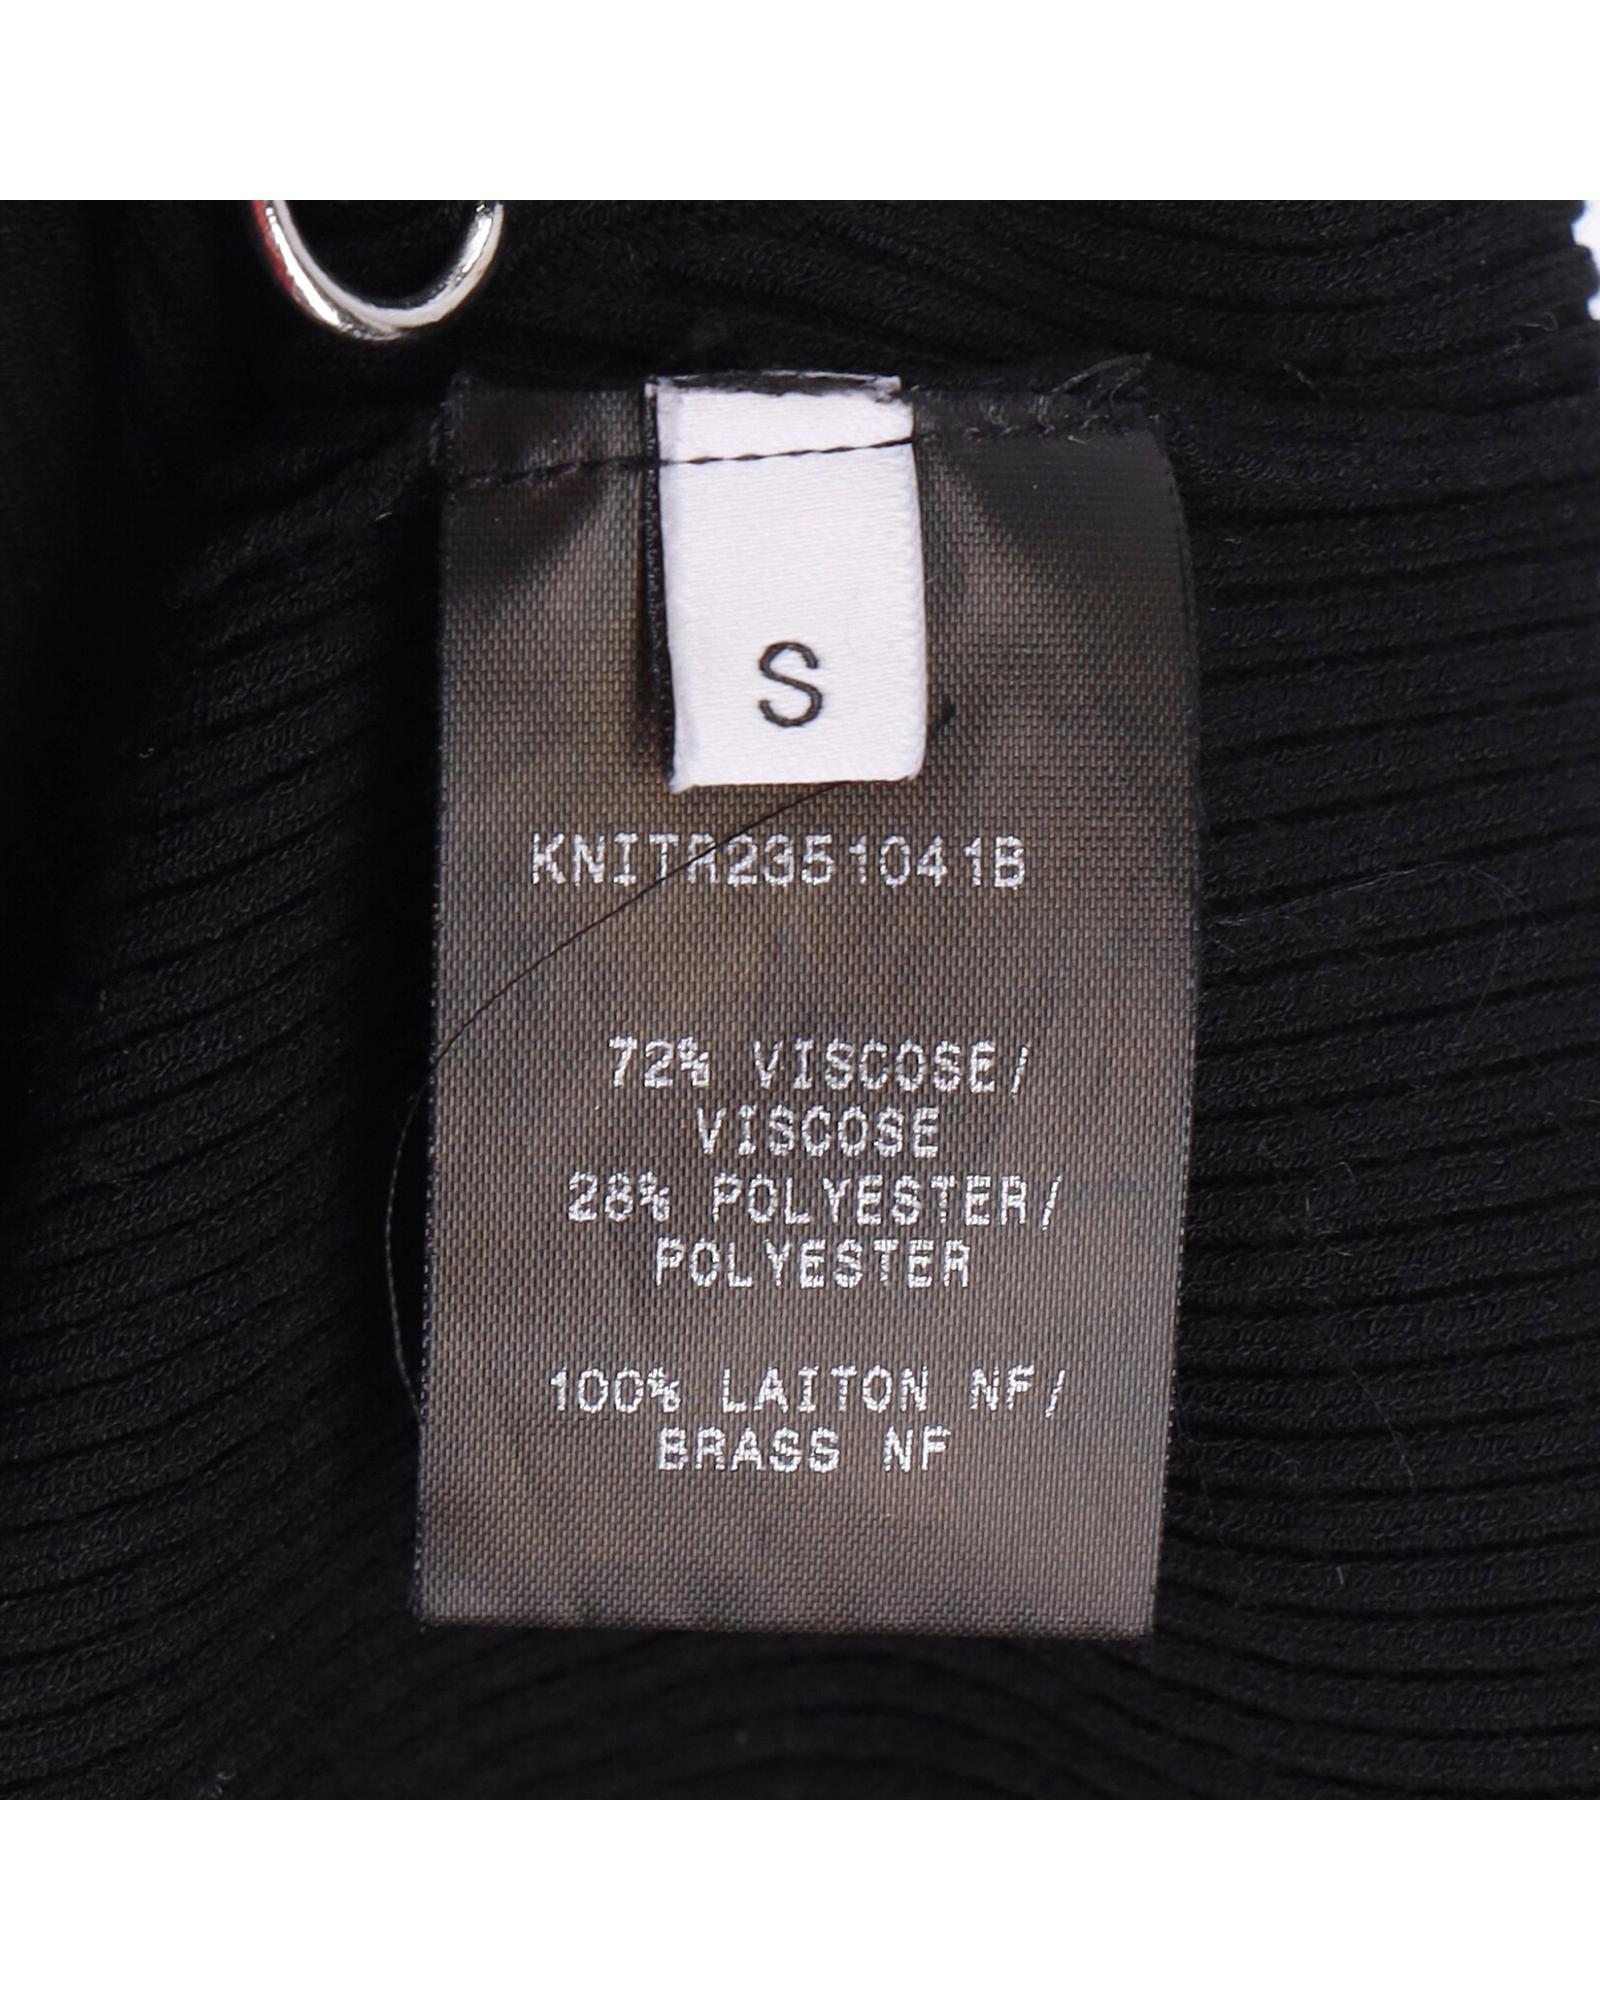 S
KNITR2351041B
72% VISCOSE/
VISCOSE
28% POLYESTER/
POLYESTER
100% LAITON NF/
BRASS NF